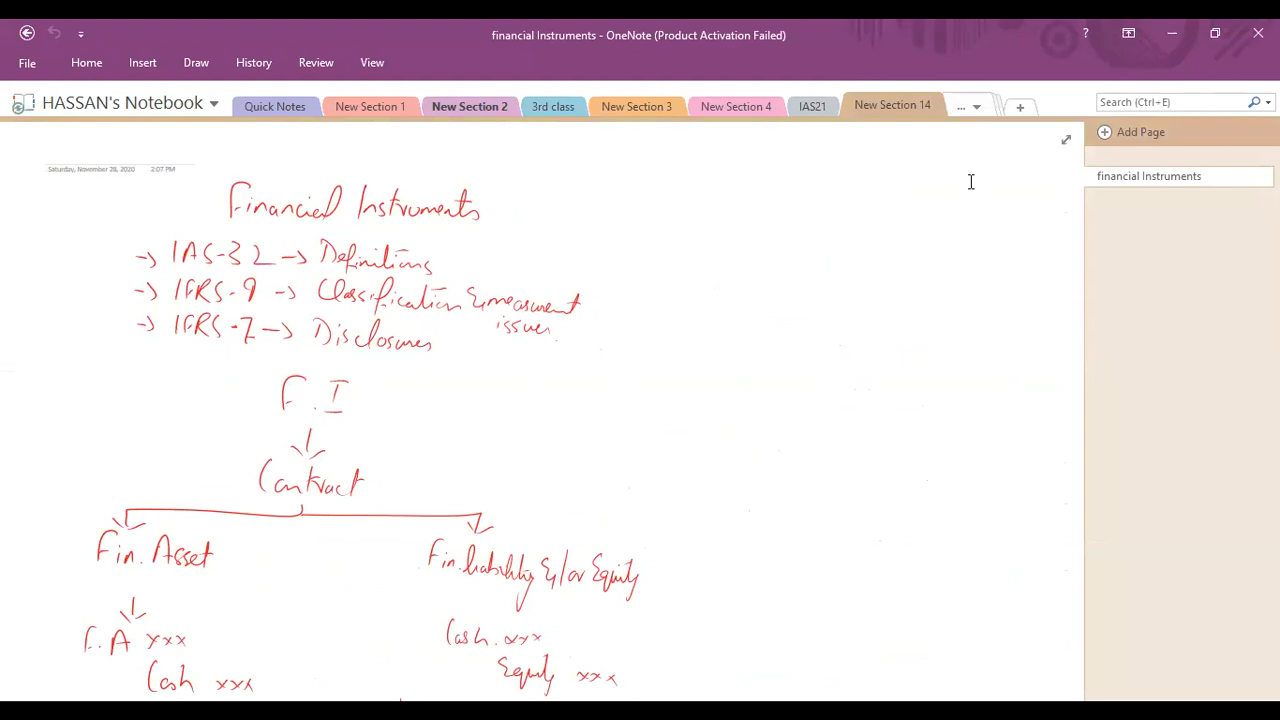 financial Instruments - OneNote (Product Activation Failed)
File Home Insert Draw History Review View
HASSAN's Notebook Quick Notes New Section 1 New Section 2 3rd class New Section 3 New Section 4 IAS21 New Section 14 ... Search (Ctrl+E)
Add Page
financial Instruments
Saturday, November 28, 2020 2:07 PM
Financial Instruments
-> IAS-32 -> Definitions
-> IFRS-9 -> Classification & measurment
issues
-> IFRS-7 -> Disclosures
F.I
Contract
Fin. Asset Fin. liability &/or Equity
F.A xxx Cash. xxx
Cash xxx Equity xxx